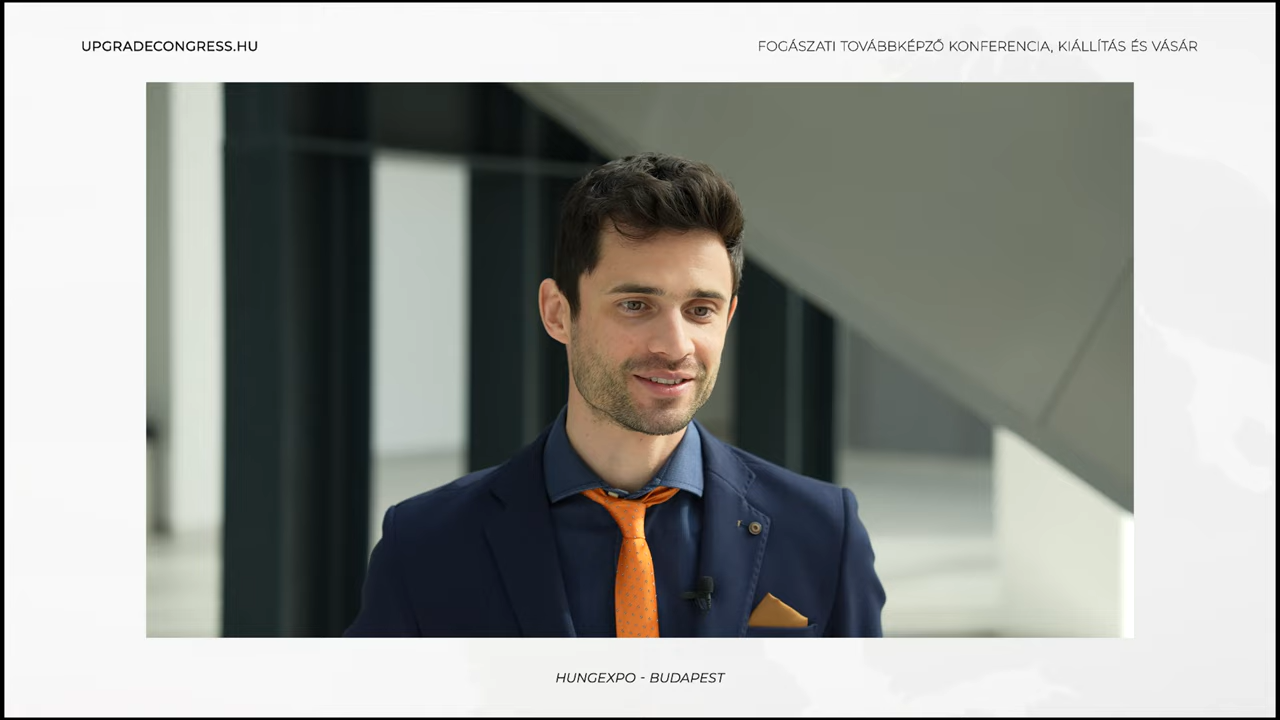 UPGRADECONGRESS.HU
FOGÁSZATI TOVÁBBKÉPZŐ KONFERENCIA, KIÁLLÍTÁS ÉS VÁSÁR
HUNGEXPO - BUDAPEST